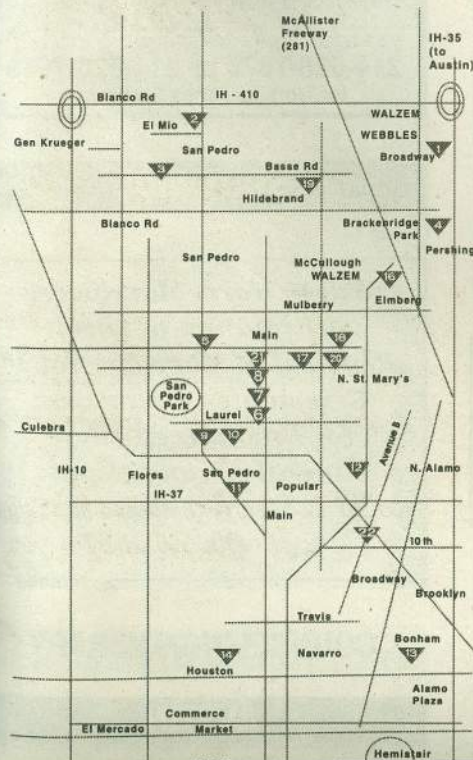 McAllister
Freeway
(281)
IH-35
(to
Austin)
Blanco Rd
IH - 410
WALZEM
El Mio
2
WEBBLES
Gen Krueger
San Pedro
Broadway
1
3
Basse Rd
19
Hildebrand
Blanco Rd
Brackenridge
Park
4
Pershing
San Pedro
McCullough
WALZEM
Elmberg
Mulberry
5
Main
16
17
20
8
N. St. Mary's
San
Pedro
Park
7
Laurel
6
Culebra
9
10
Avenue B
IH-10
Flores
San Pedro
12
N. Alamo
IH-37
11
Popular
Main
22
10th
Broadway
Brooklyn
Travis
14
Navarro
Bonham
13
Houston
Alamo
Plaza
Commerce
El Mercado
Market
Hemistair